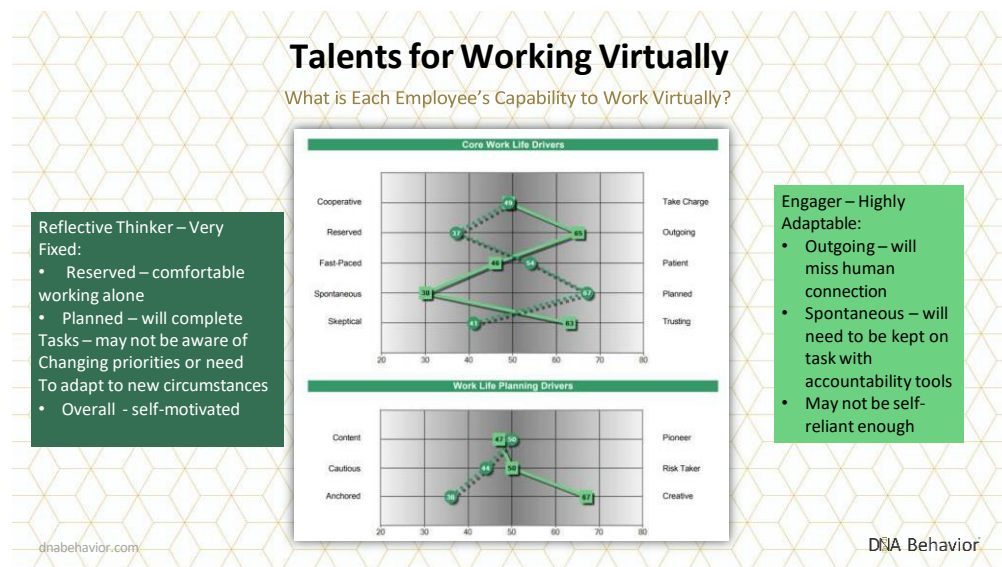 Talents for Working Virtually
What is Each Employee's Capability to Work Virtually?
Reflective Thinker – Very
Fixed:
• Reserved – comfortable
working alone
• Planned – will complete
Tasks – may not be aware of
Changing priorities or need
To adapt to new circumstances
• Overall - self-motivated
Core Work Life Drivers
Cooperative 49 Take Charge
Reserved 37 65 Outgoing
Fast-Paced 46 54 Patient
Spontaneous 30 67 Planned
Skeptical 41 63 Trusting
20 30 40 50 60 70 80
Work Life Planning Drivers
Content 47 50 Pioneer
Cautious 44 50 Risk Taker
Anchored 36 67 Creative
20 30 40 50 60 70 80
Engager – Highly
Adaptable:
• Outgoing – will
miss human
connection
• Spontaneous – will
need to be kept on
task with
accountability tools
• May not be self-
reliant enough
dnabehavior.com
DNA Behavior